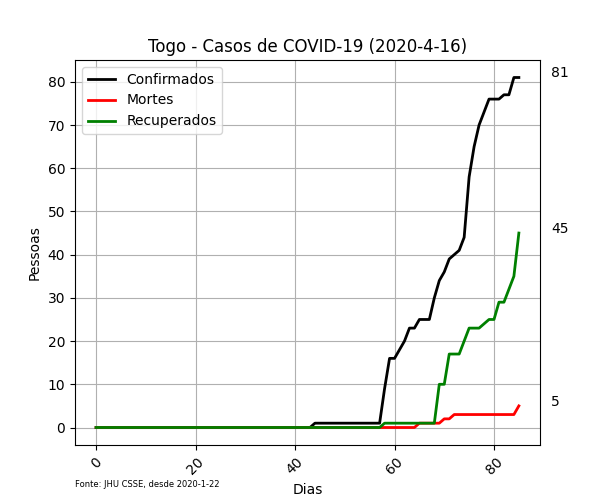 Togo - Casos de COVID-19 (2020-4-16)
Confirmados
Mortes
Recuperados
Pessoas
80
70
60
50
40
30
20
10
0
81
45
5
0
20
40
60
80
Dias
Fonte: JHU CSSE, desde 2020-1-22